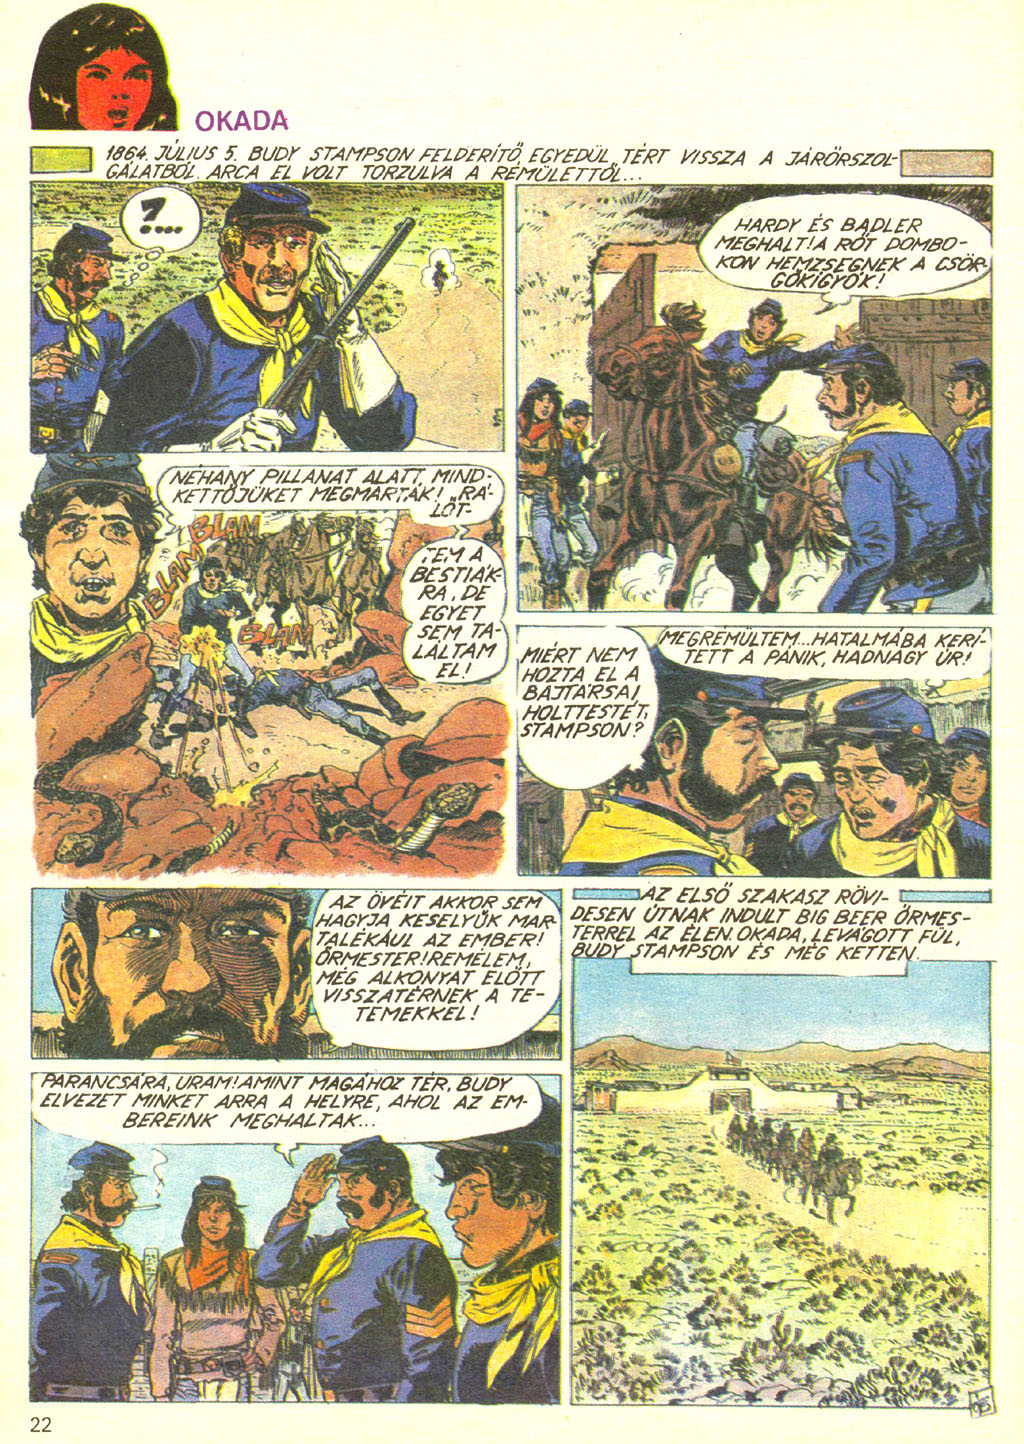 OKADA
1864. JÚLIUS 5. BUDY STAMPSON FELDERÍTŐ, EGYEDÜL TÉRT VISSZA A JÁRŐRSZOL-
GÁLATBÓL. ARCA EL VOLT TORZULVA A RÉMÜLETTŐL...
?...
HARDY ÉS BADLER
MEGHALT! A RŐT DOMBO-
KON HEMZSEGNEK A CSÖR-
GŐKÍGYÓK!
NÉHÁNY PILLANAT ALATT, MIND-
KETTŐJÜKET MEGMARTÁK! RÁ-
LŐT-
TEM A
BESTIÁK-
RA, DE
EGYET
SEM TA-
LÁLTAM
EL!
BLAM
BLAM
BLAM
MIÉRT NEM
HOZTA EL A
BAJTÁRSAI,
HOLTTESTÉT,
STAMPSON?
MEGRÉMÜLTEM... HATALMÁBA KERÍ-
TETT A PÁNIK, HADNAGY ÚR!
AZ ÖVÉIT AKKOR SEM
HAGYJA KESELYŰK MAR-
TALÉKÁUL AZ EMBER!
ŐRMESTER! REMÉLEM,
MÉG ALKONYAT ELŐTT
VISSZATÉRNEK A TE-
TEMEKKEL!
AZ ELSŐ SZAKASZ RÖVI-
DESEN ÚTNAK INDULT BIG BEER ŐRMES-
TERREL AZ ÉLEN. OKADA, LEVÁGOTT FÜL,
BUDY STAMPSON ÉS MÉG KETTEN.
PARANCSÁRA, URAM! AMINT MAGÁHOZ TÉR, BUDY
ELVEZET MINKET ARRA A HELYRE, AHOL AZ EM-
BEREINK MEGHALTAK...
22